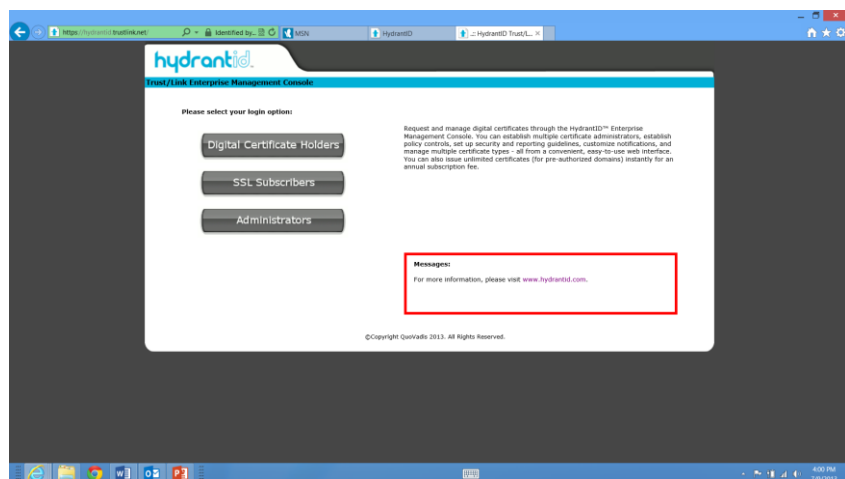 https://hydrantid.trustlink.net/
Identified by...
MSN
HydrantID
.:: HydrantID Trust/L...
hydrantid.
Trust/Link Enterprise Management Console
Please select your login option:
Digital Certificate Holders
SSL Subscribers
Administrators
Request and manage digital certificates through the HydrantID™ Enterprise
Management Console. You can establish multiple certificate administrators, establish
policy controls, set up security and reporting guidelines, customize notifications, and
manage multiple certificate types - all from a convenient, easy-to-use web interface.
You can also issue unlimited certificates (for pre-authorized domains) instantly for an
annual subscription fee.
Messages:
For more information, please visit www.hydrantid.com.
©Copyright QuoVadis 2013. All Rights Reserved.
4:00 PM